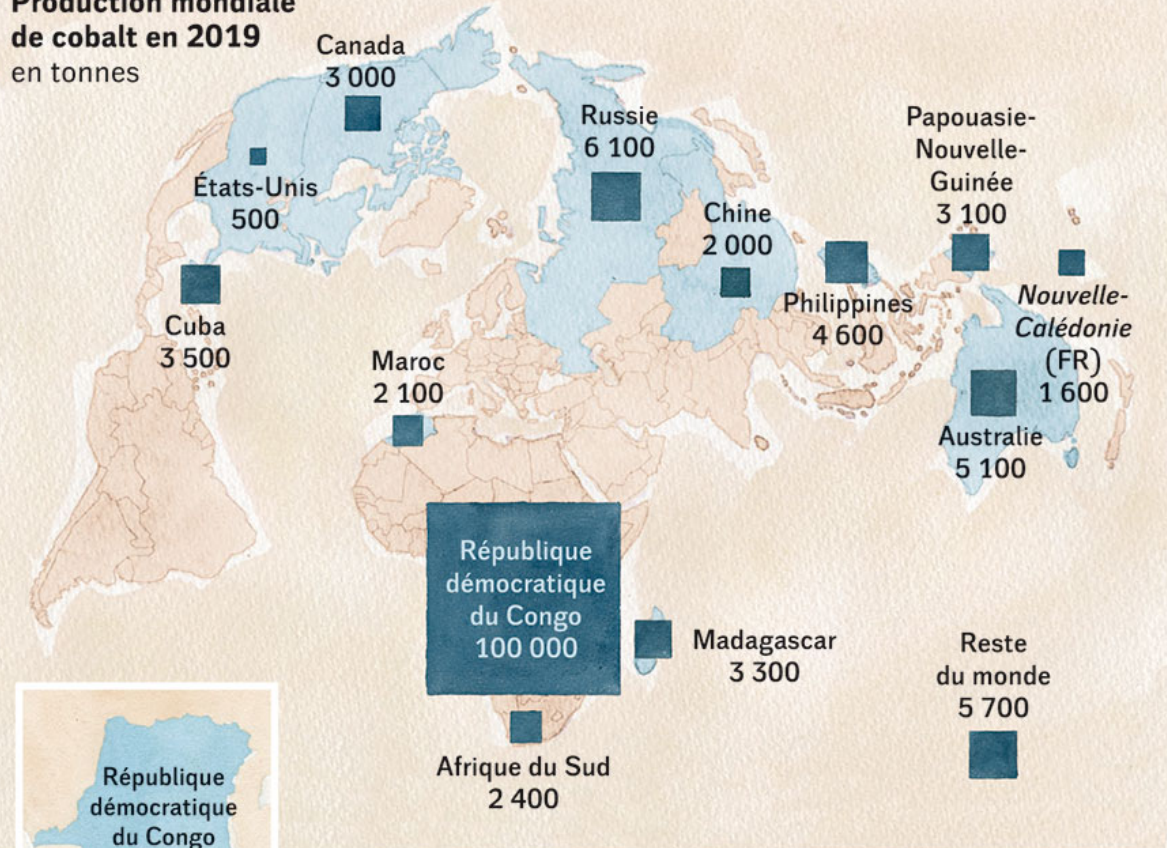 Production mondiale
de cobalt en 2019
en tonnes
Canada
3 000
États-Unis
500
Cuba
3 500
Russie
6 100
Chine
2 000
Papouasie-
Nouvelle-
Guinée
3 100
Philippines
4 600
Nouvelle-
Calédonie
(FR)
1 600
Australie
5 100
Maroc
2 100
République
démocratique
du Congo
100 000
Madagascar
3 300
Afrique du Sud
2 400
Reste
du monde
5 700
République
démocratique
du Congo